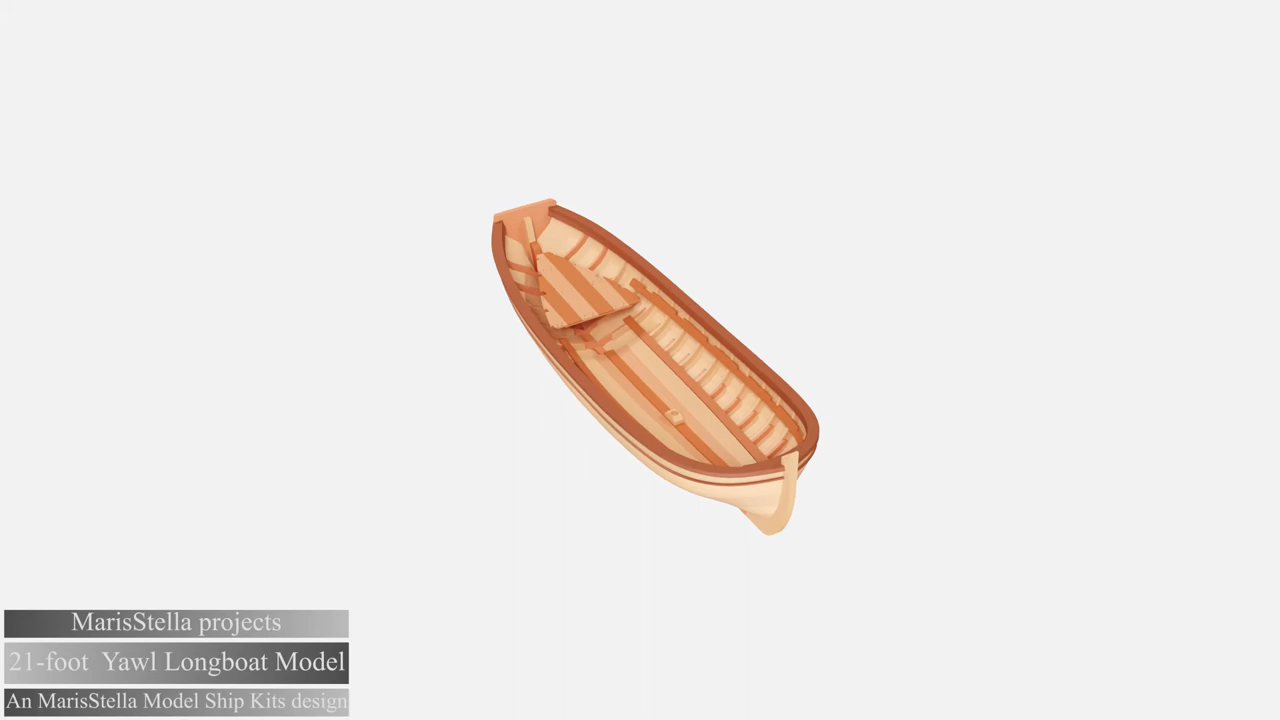 MarisStella projects
21-foot Yawl Longboat Model
An MarisStella Model Ship Kits design